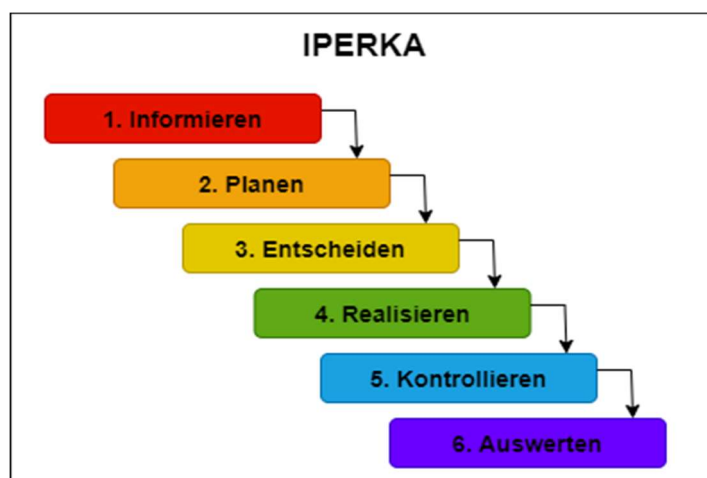 IPERKA
1. Informieren
2. Planen
3. Entscheiden
4. Realisieren
5. Kontrollieren
6. Auswerten